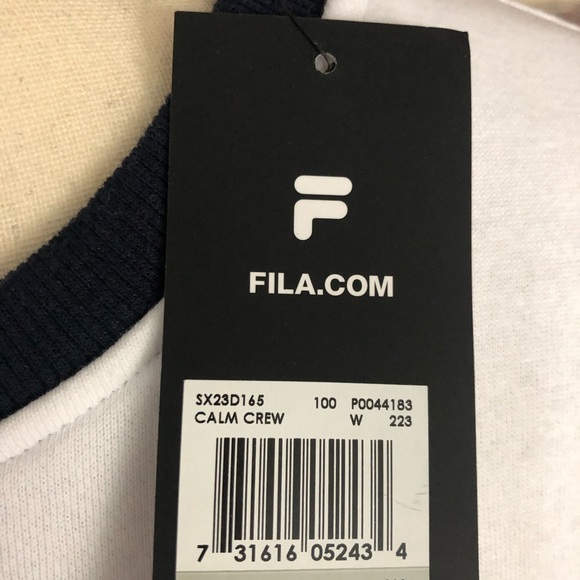 F
FILA.COM
SX23D165 100 P0044183
CALM CREW W 223
7 31616 05243 4